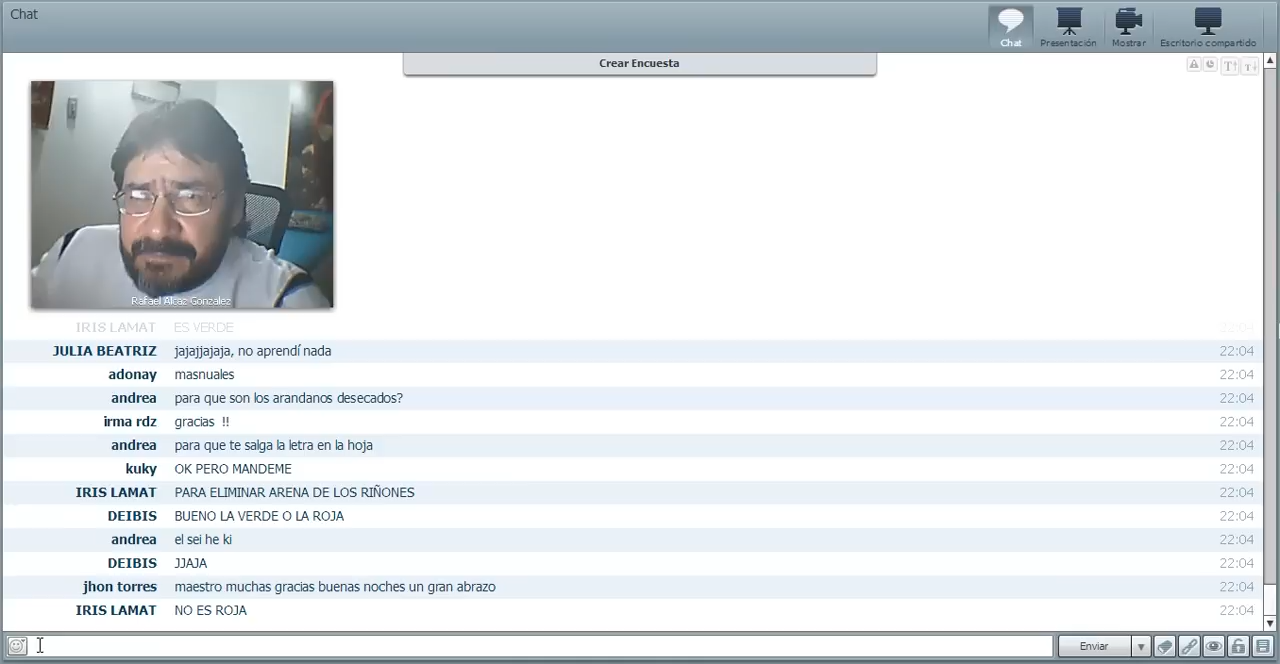 Chat
Chat
Presentación
Mostrar
Escritorio compartido
Crear Encuesta
Rafael Alcaz Gonzalez
IRIS LAMAT ES VERDE 22:04
JULIA BEATRIZ jajajjajaja, no aprendí nada 22:04
adonay masnuales 22:04
andrea para que son los arandanos desecados? 22:04
irma rdz gracias !! 22:04
andrea para que te salga la letra en la hoja 22:04
kuky OK PERO MANDEME 22:04
IRIS LAMAT PARA ELIMINAR ARENA DE LOS RIÑONES 22:04
DEIBIS BUENO LA VERDE O LA ROJA 22:04
andrea el sei he ki 22:04
DEIBIS JJAJA 22:04
jhon torres maestro muchas gracias buenas noches un gran abrazo 22:04
IRIS LAMAT NO ES ROJA 22:04
Enviar